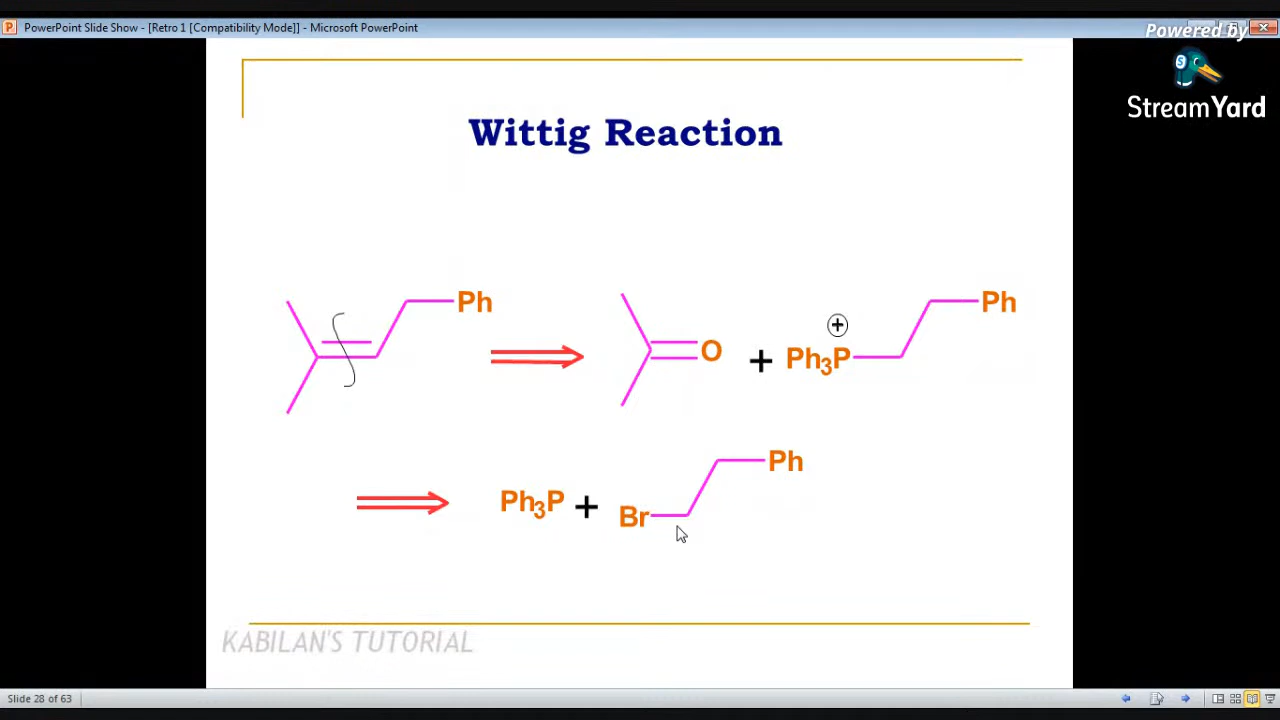 PowerPoint Slide Show - [Retro 1 [Compatibility Mode]] - Microsoft PowerPoint
Powered by
StreamYard
Wittig Reaction
Ph
O
+
Ph3P
⊕
Ph
Ph3P + Br
Ph
KABILAN'S TUTORIAL
Slide 28 of 63